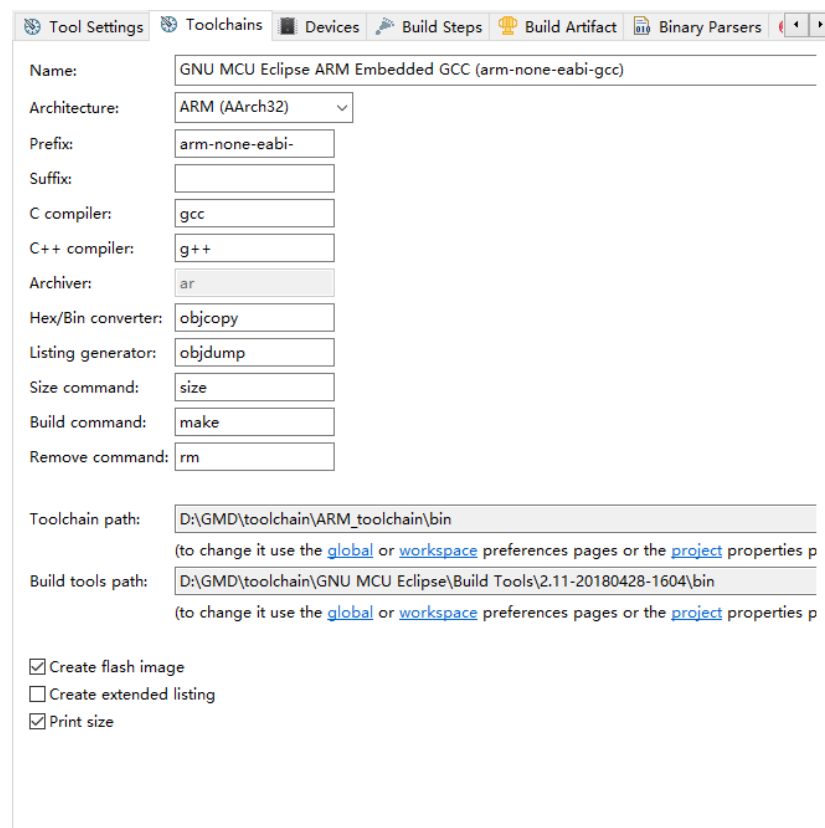 Tool Settings Toolchains Devices Build Steps Build Artifact Binary Parsers
Name: GNU MCU Eclipse ARM Embedded GCC (arm-none-eabi-gcc)
Architecture: ARM (AArch32)
Prefix: arm-none-eabi-
Suffix:
C compiler: gcc
C++ compiler: g++
Archiver: ar
Hex/Bin converter: objcopy
Listing generator: objdump
Size command: size
Build command: make
Remove command: rm
Toolchain path: D:\GMD\toolchain\ARM_toolchain\bin
(to change it use the global or workspace preferences pages or the project properties p
Build tools path: D:\GMD\toolchain\GNU MCU Eclipse\Build Tools\2.11-20180428-1604\bin
(to change it use the global or workspace preferences pages or the project properties p
Create flash image
Create extended listing
Print size